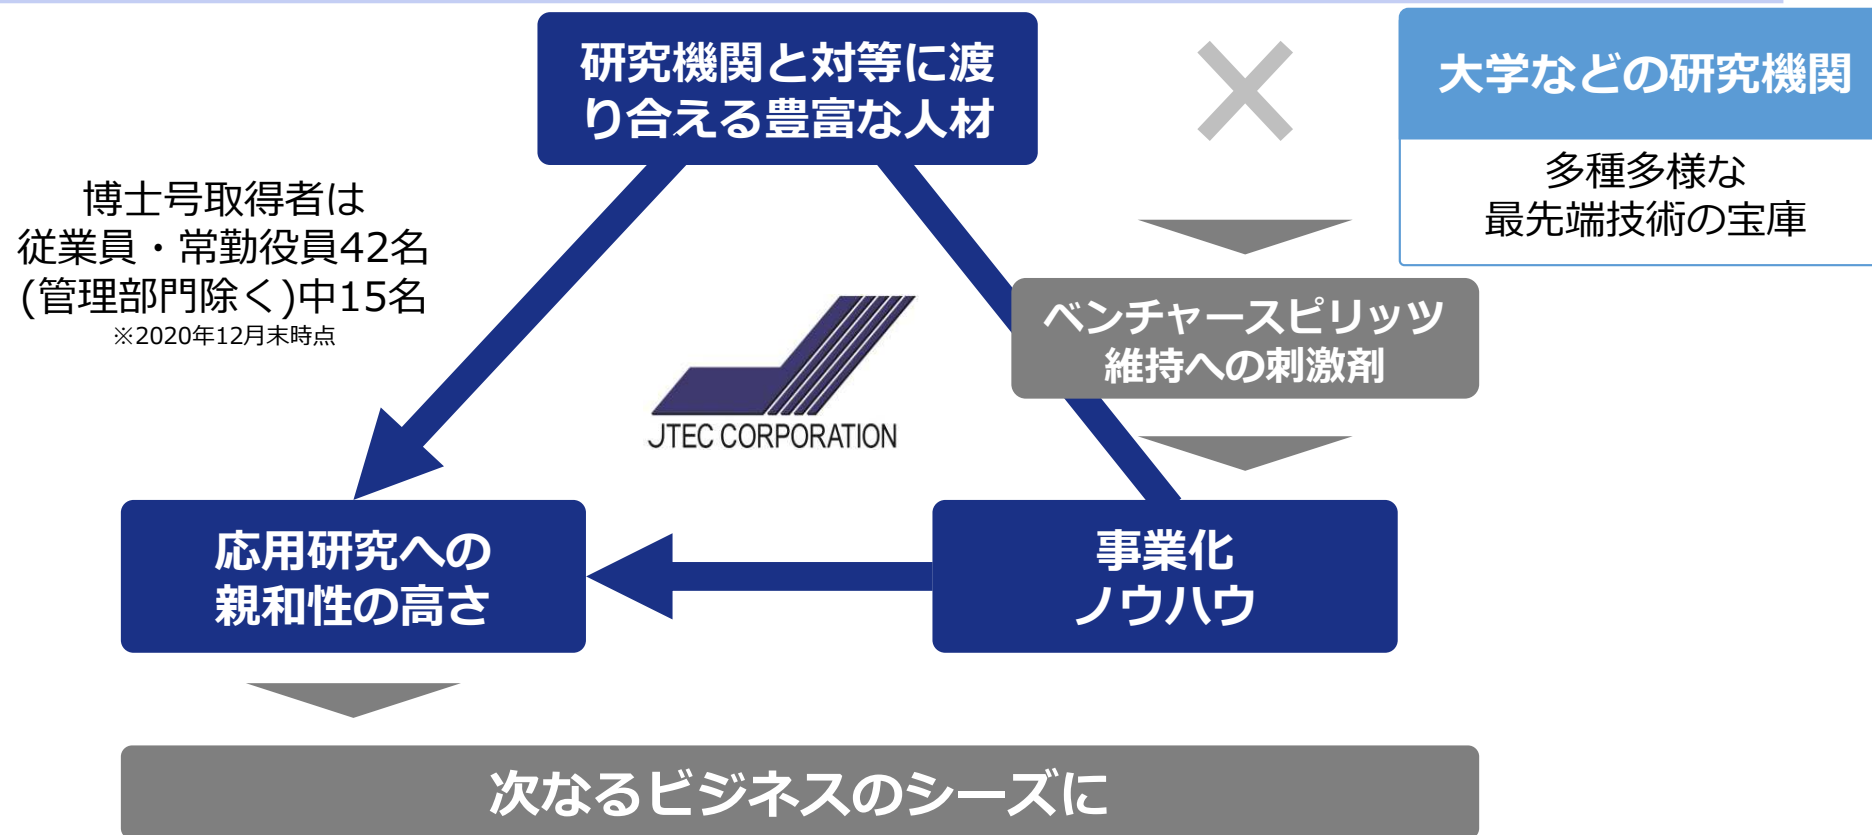 研究機関と対等に渡
り合える豊富な人材
大学などの研究機関
多種多様な
最先端技術の宝庫
博士号取得者は
従業員・常勤役員42名
(管理部門除く)中15名
※2020年12月末時点
ベンチャースピリッツ
維持への刺激剤
JTEC CORPORATION
応用研究への
親和性の高さ
事業化
ノウハウ
次なるビジネスのシーズに